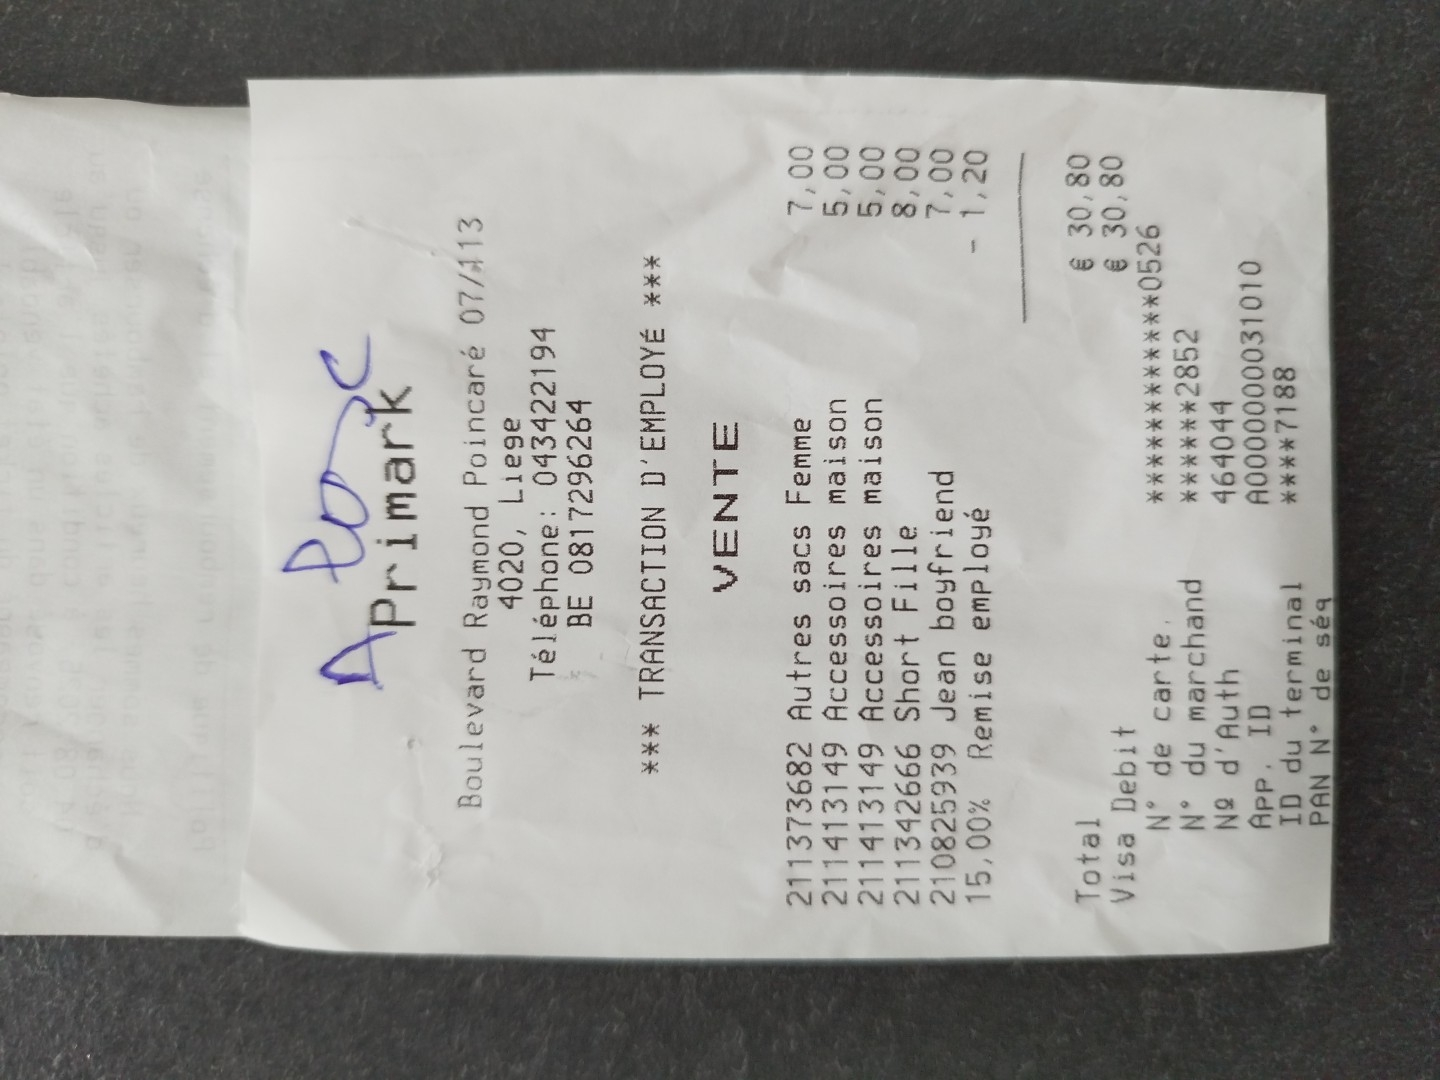 Primark
Boulevard Raymond Poincaré 07/113
4020, Liege
Téléphone: 043422194
BE 0817296264
*** TRANSACTION D'EMPLOYÉ ***
VENTE
211373682 Autres sacs Femme 7,00
211413149 Accessoires maison 5,00
211413149 Accessoires maison 5,00
211342666 Short Fille 8,00
210825939 Jean boyfriend 7,00
15,00% Remise employé - 1,20
Total € 30,80
Visa Debit € 30,80
N° de carte. ************0526
N° du marchand ******2852
Nº d'Auth 464044
APP. ID A0000000031010
ID du terminal ****7188
PAN N° de séq